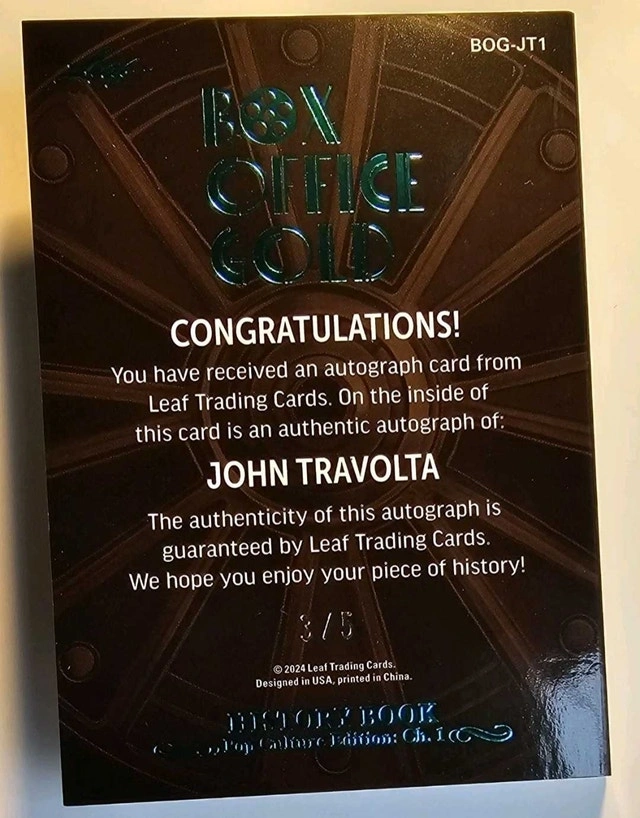 BOG-JT1
BOX
OFFICE
GOLD
CONGRATULATIONS!
You have received an autograph card from
Leaf Trading Cards. On the inside of
this card is an authentic autograph of:
JOHN TRAVOLTA
The authenticity of this autograph is
guaranteed by Leaf Trading Cards.
We hope you enjoy your piece of history!
3/5
© 2024 Leaf Trading Cards.
Designed in USA, printed in China.
HISTORY BOOK
Pop Culture Edition: Ch. 1